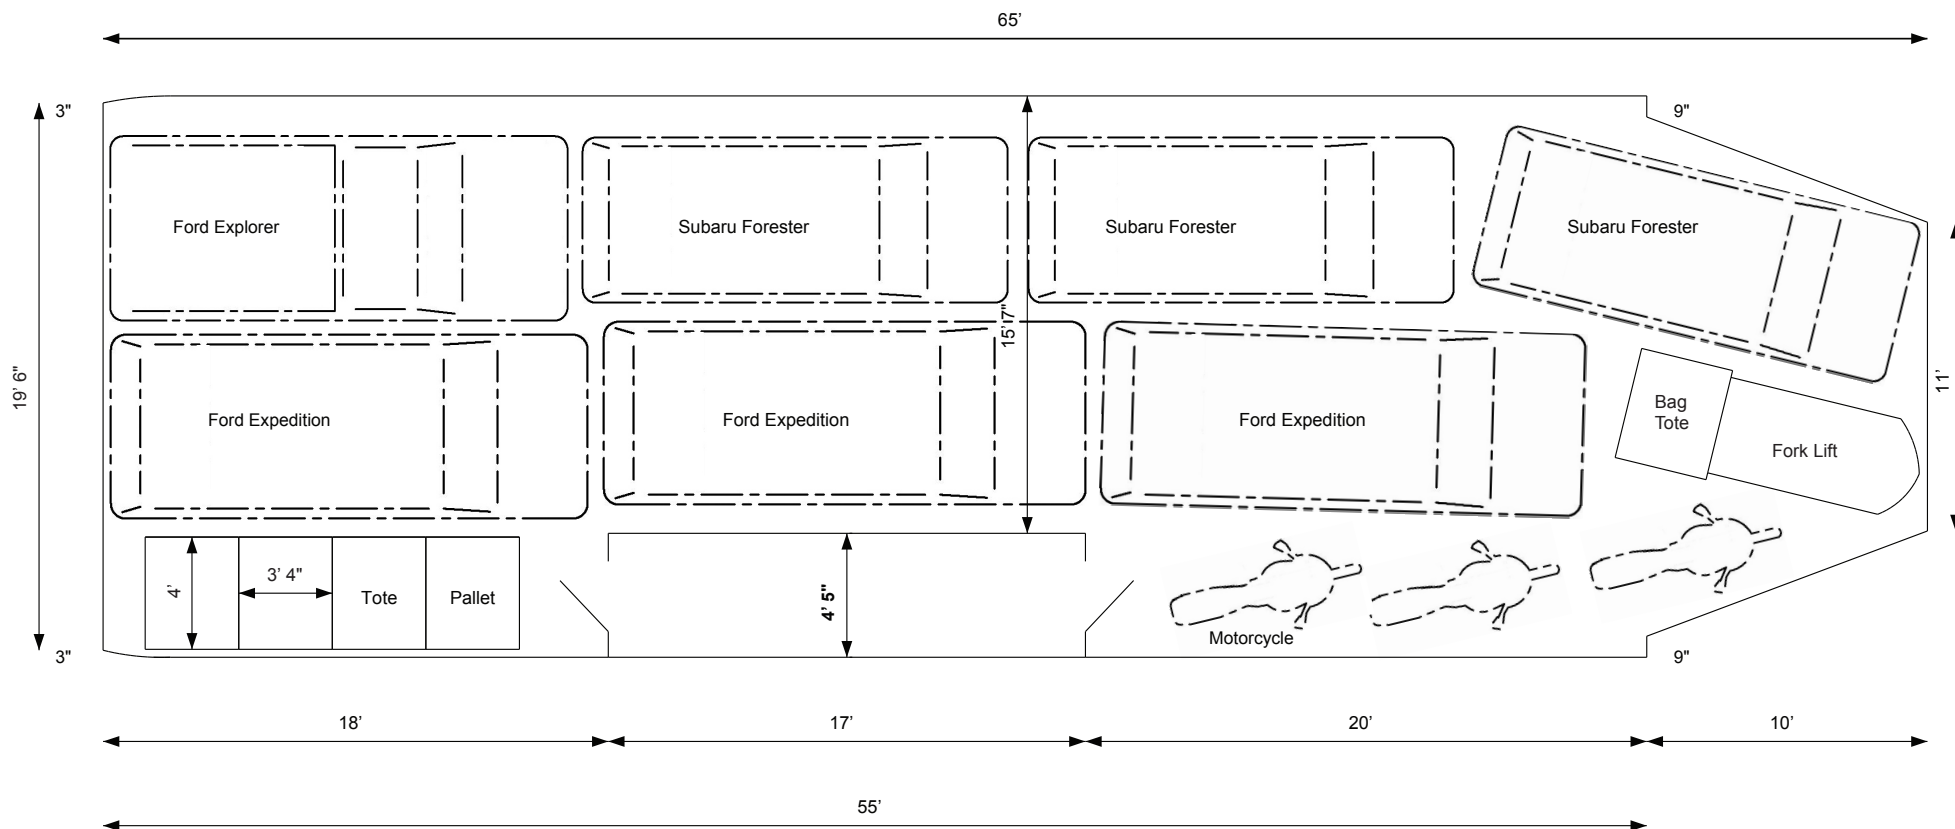 65’
3"
9"
Ford Explorer
Subaru Forester
Subaru Forester
Subaru Forester
15’ 7"
19’ 6"
11’
Ford Expedition
Ford Expedition
Ford Expedition
Bag
Tote
Fork Lift
4’
3’ 4"
Tote
Pallet
4’ 5"
Motorcycle
3"
9"
18’
17’
20’
10’
55’